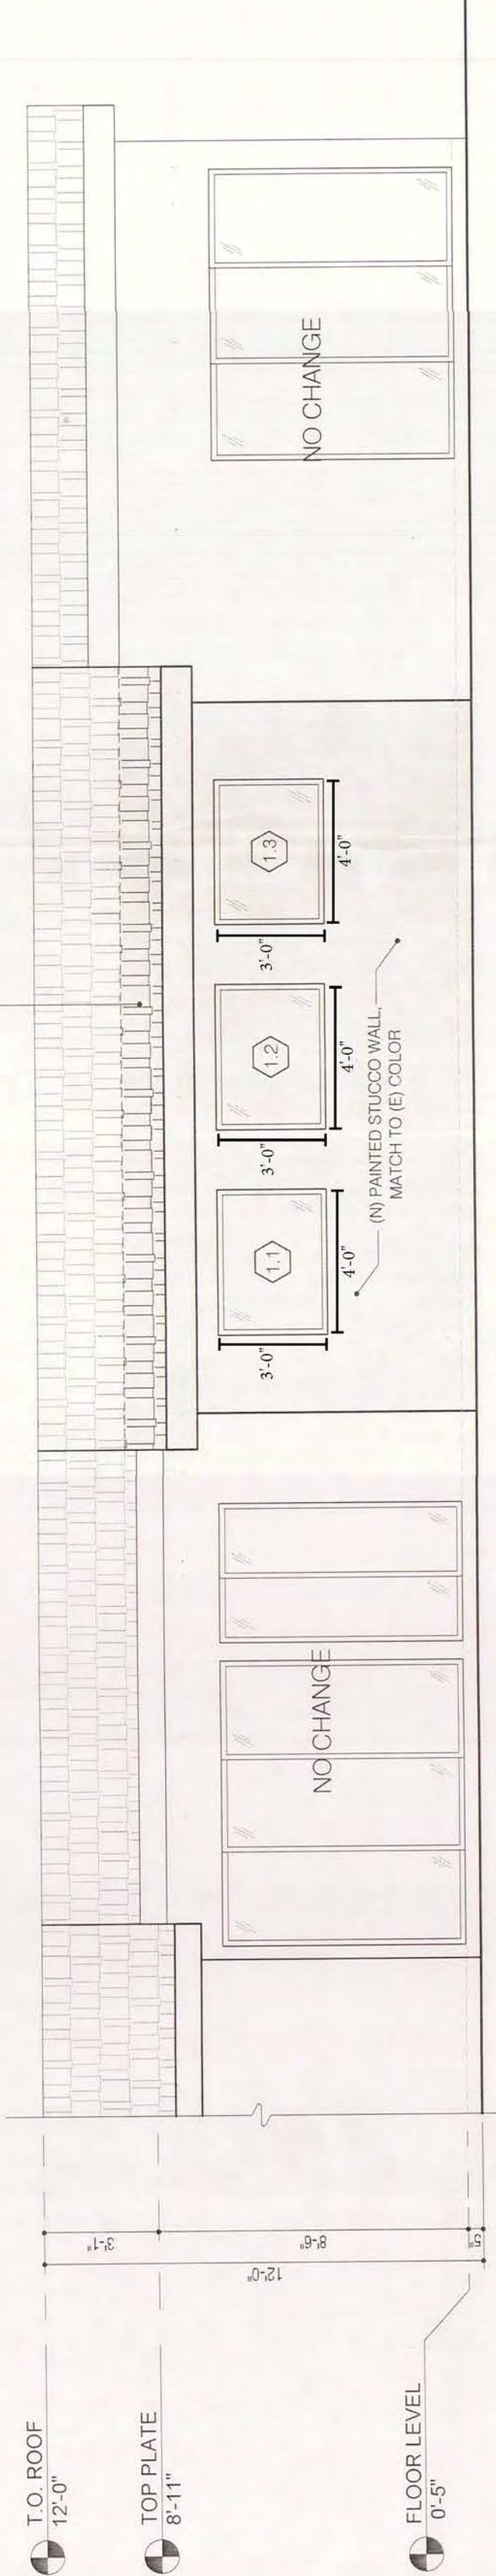 T.O. ROOF
12'-0"
TOP PLATE
8'-11"
FLOOR LEVEL
0'-5"
3'-1"
8'-6"
5"
12'-0"
NO CHANGE
1.1
3'-0"
4'-0"
1.2
3'-0"
4'-0"
1.3
3'-0"
4'-0"
(N) PAINTED STUCCO WALL,
MATCH TO (E) COLOR
NO CHANGE